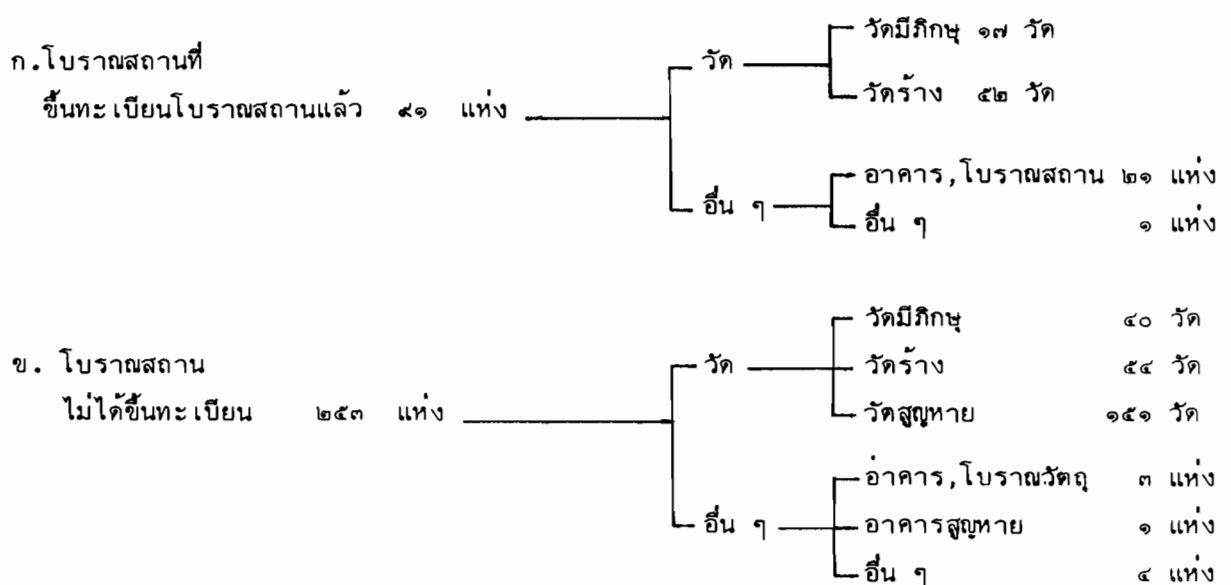 วัดมีภิกษุ ๑๗ วัด
ก.โบราณสถานที่
วัด
ขึ้นทะเบียนโบราณสถานแล้ว ๙๑ แห่ง
วัดร้าง ๕๒ วัด
อาคาร,โบราณสถาน ๒๑ แห่ง
อื่น ๆ
อื่น ๆ ๑ แห่ง
วัดมีภิกษุ ๔๐ วัด
ข. โบราณสถาน
วัด
วัดร้าง ๕๔ วัด
ไม่ได้ขึ้นทะเบียน ๒๕๓ แห่ง
วัดสูญหาย ๑๕๑ วัด
อ่าคาร,โบราณวัตถุ ๓ แห่ง
อื่น ๆ
อาคารสูญหาย ๑ แห่ง
อื่น ๆ ๔ แห่ง